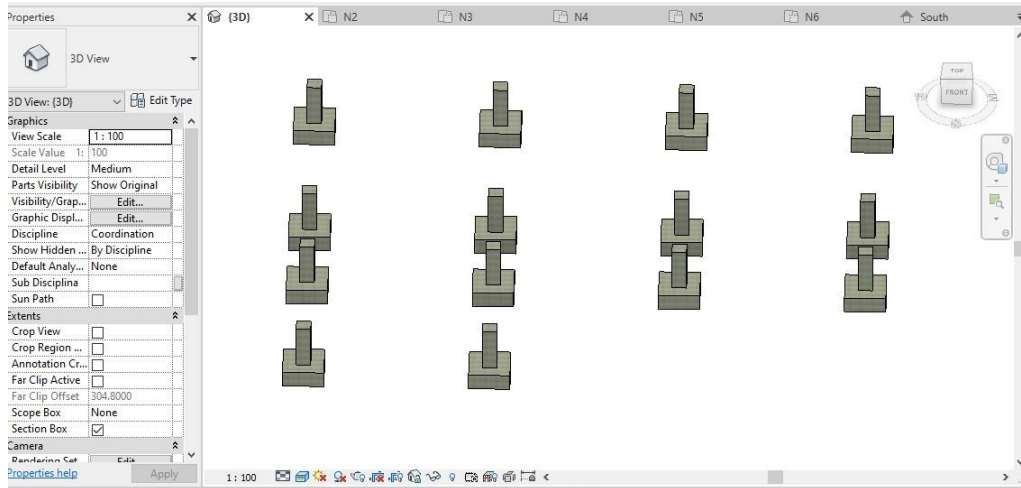 Properties
{3D}
N2
N3
N4
N5
N6
South
3D View
3D View: {3D}
Edit Type
Graphics
View Scale 1 : 100
Scale Value 1: 100
Detail Level Medium
Parts Visibility Show Original
Visibility/Grap... Edit...
Graphic Displ... Edit...
Discipline Coordination
Show Hidden ... By Discipline
Default Analy... None
Sub Disciplina
Sun Path
Extents
Crop View
Crop Region ...
Annotation Cr...
Far Clip Active
Far Clip Offset 304.8000
Scope Box None
Section Box
Camera
Rendering Set Edit
Properties help
Apply
1 : 100
TOP
FRONT